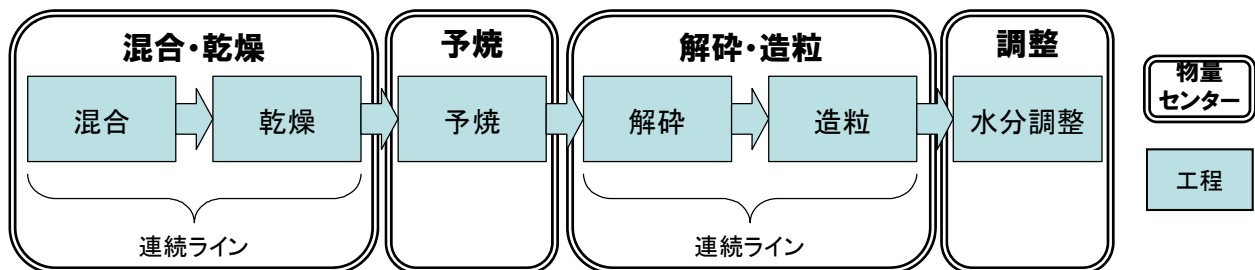 混合・乾燥
予焼
解砕・造粒
調整
混合
乾燥
予焼
解砕
造粒
水分調整
連続ライン
連続ライン
物量
センター
工程